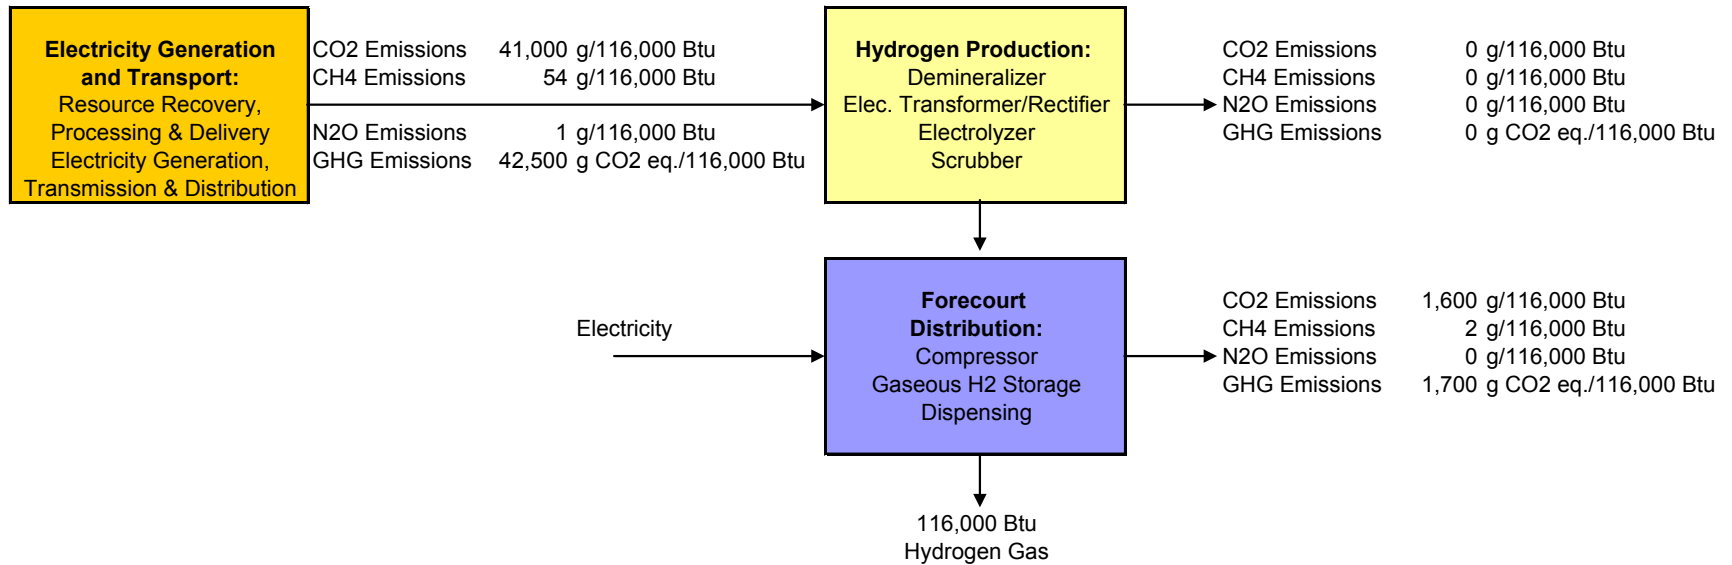 Electricity Generation
and Transport:
Resource Recovery,
Processing & Delivery
Electricity Generation,
Transmission & Distribution
CO2 Emissions 41,000 g/116,000 Btu
CH4 Emissions 54 g/116,000 Btu
N2O Emissions 1 g/116,000 Btu
GHG Emissions 42,500 g CO2 eq./116,000 Btu
Hydrogen Production:
Demineralizer
Elec. Transformer/Rectifier
Electrolyzer
Scrubber
CO2 Emissions 0 g/116,000 Btu
CH4 Emissions 0 g/116,000 Btu
N2O Emissions 0 g/116,000 Btu
GHG Emissions 0 g CO2 eq./116,000 Btu
Electricity
Forecourt
Distribution:
Compressor
Gaseous H2 Storage
Dispensing
CO2 Emissions 1,600 g/116,000 Btu
CH4 Emissions 2 g/116,000 Btu
N2O Emissions 0 g/116,000 Btu
GHG Emissions 1,700 g CO2 eq./116,000 Btu
116,000 Btu
Hydrogen Gas